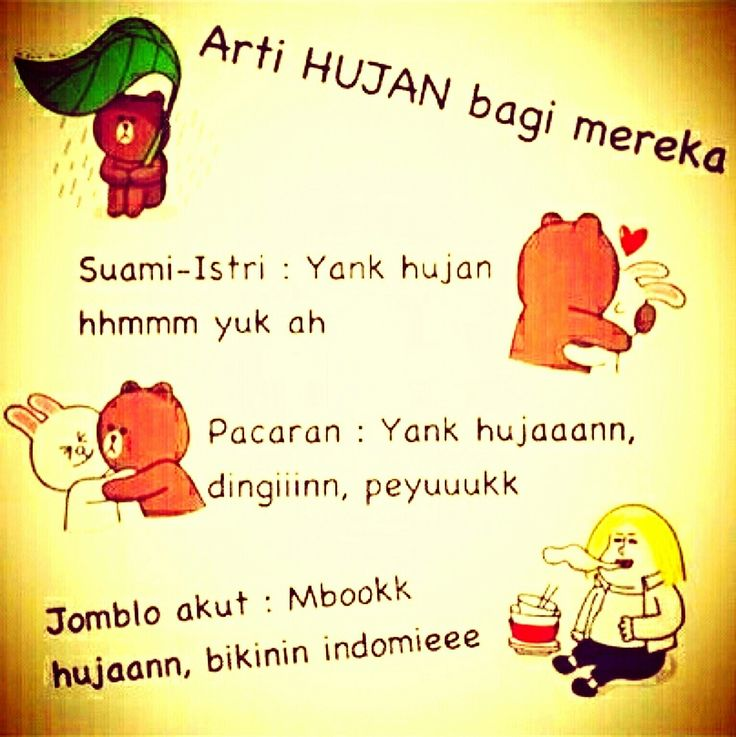 Arti HUJAN bagi mereka
Suami-Istri : Yank hujan
hhmmm yuk ah
Pacaran : Yank hujaaann,
dingiiinn, peyuuukk
Jomblo akut : Mbookk
hujaann, bikinin indomieee